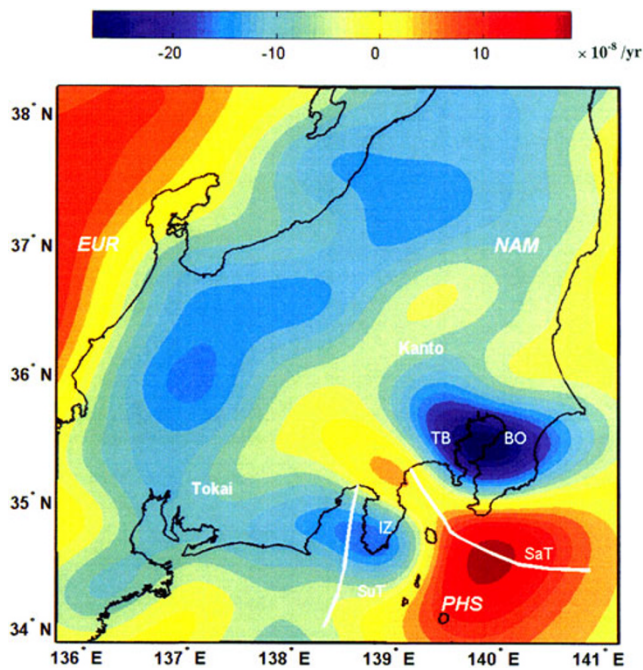 -20 -10 0 10 × 10⁻⁸ /yr
38° N
37° N
EUR NAM
Kanto
36° N
TB BO
35° N
Tokai
IZ
SaT
SuT
PHS
34° N
136° E 137° E 138° E 139° E 140° E 141° E